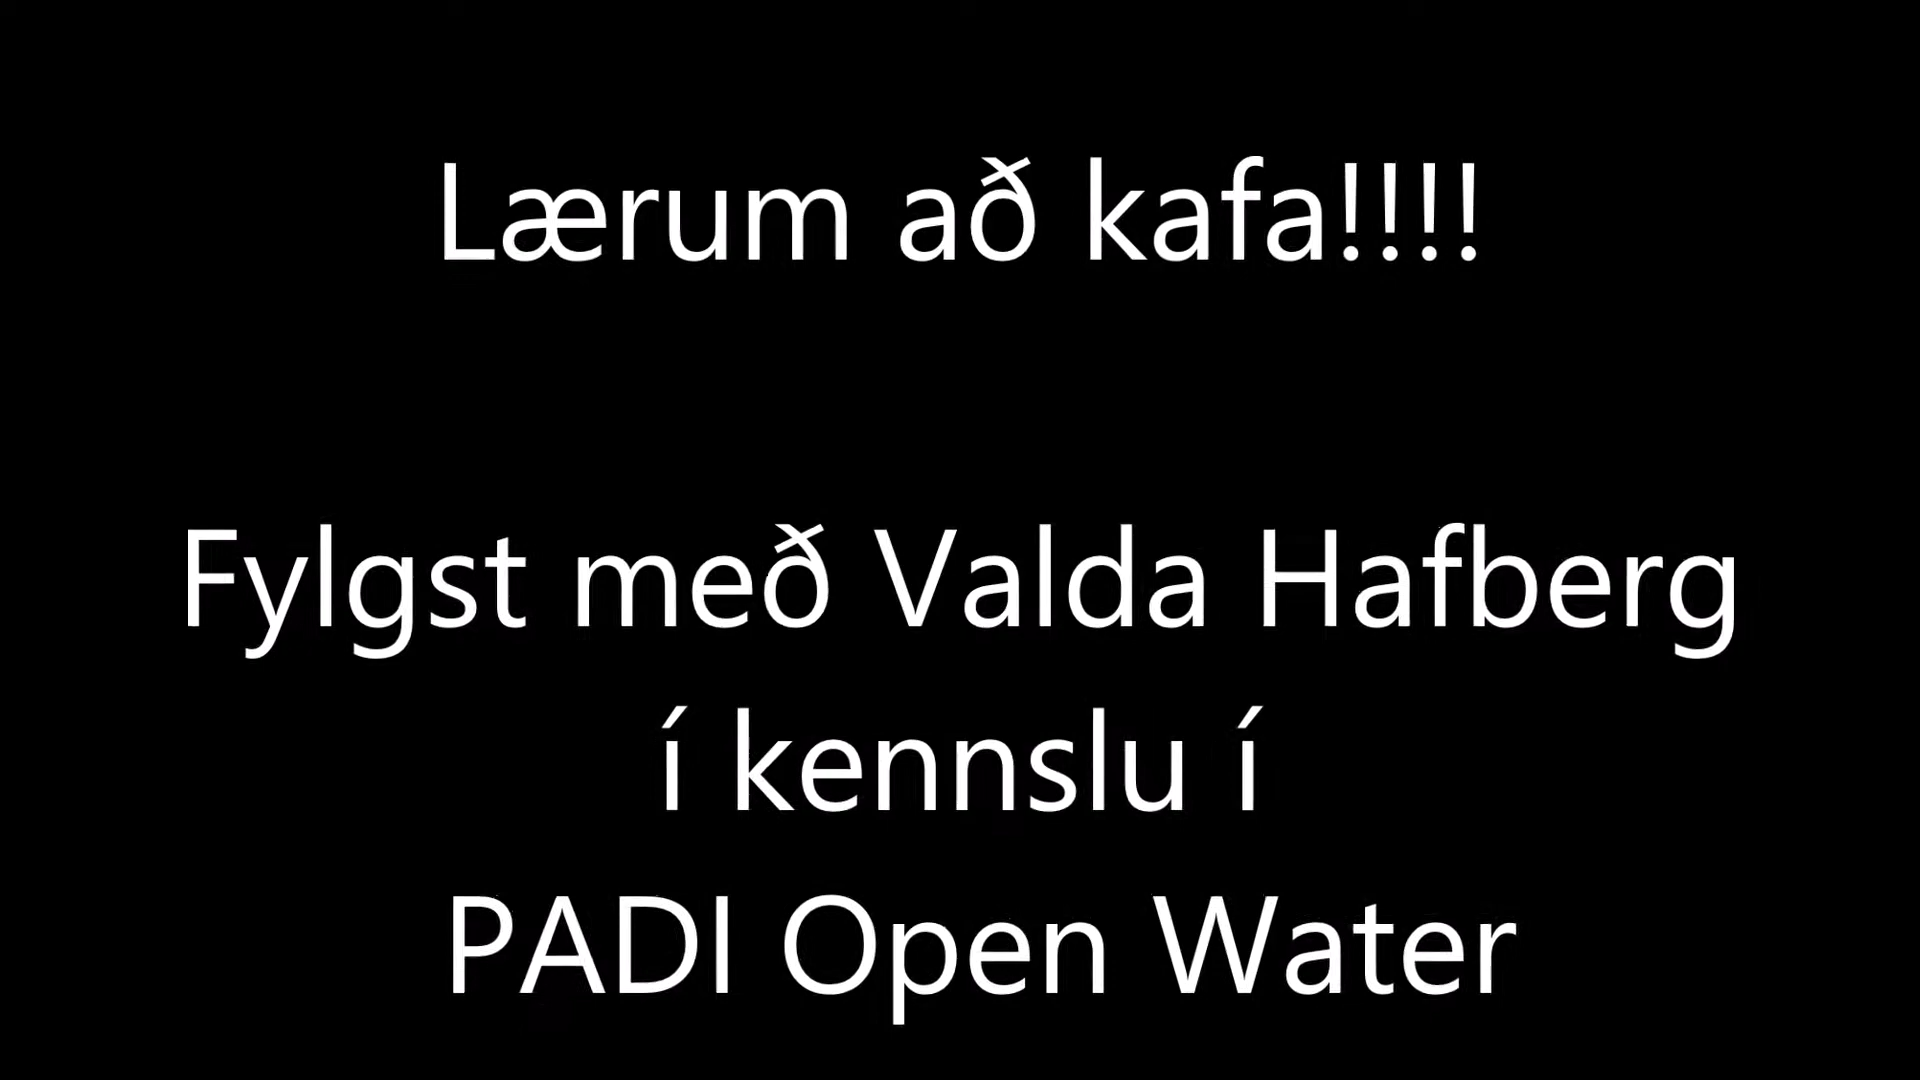 Lærum að kafa!!!!
Fylgst með Valda Hafberg
í kennslu í
PADI Open Water